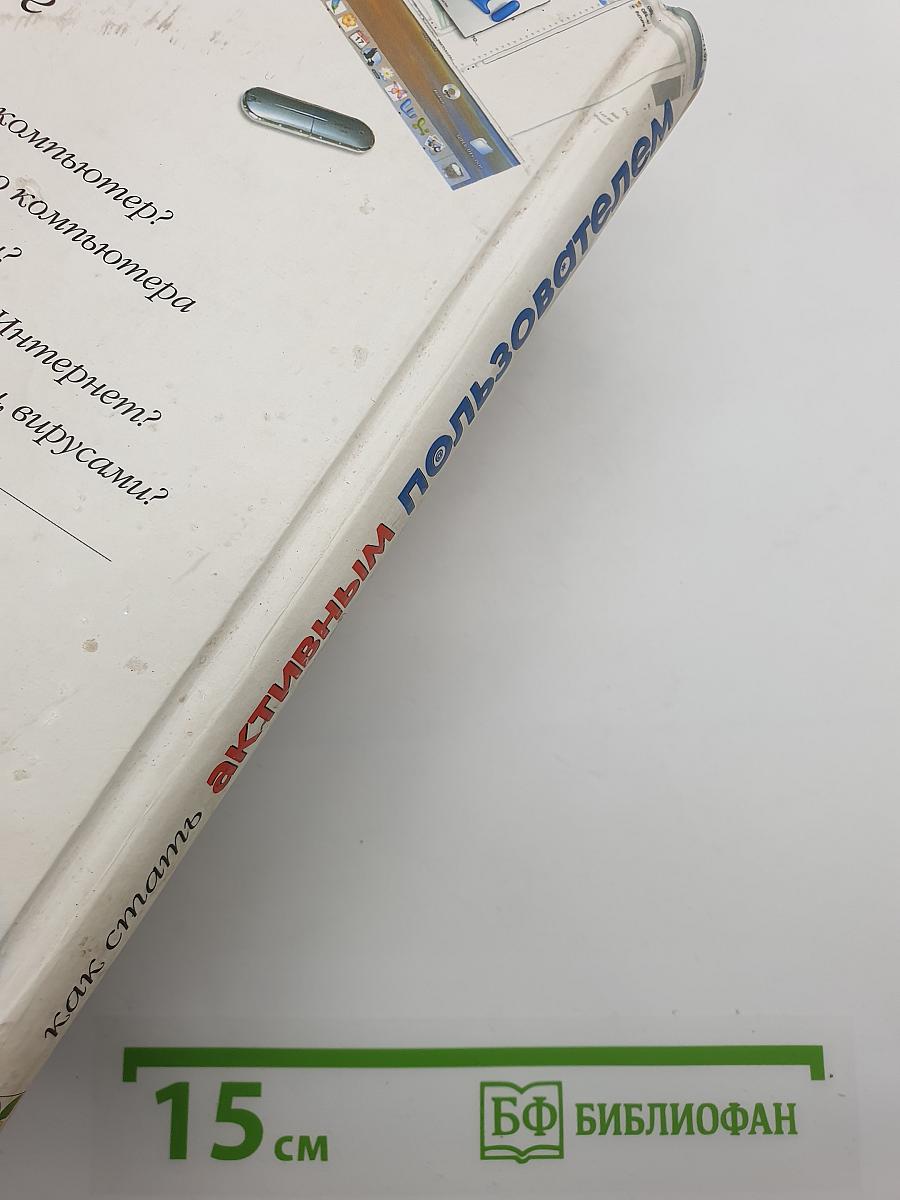 компьютер?
о компьютера
Интернет?
вирусами?
как стать активным пользователем
15 см
БФ БИБЛИОФАН